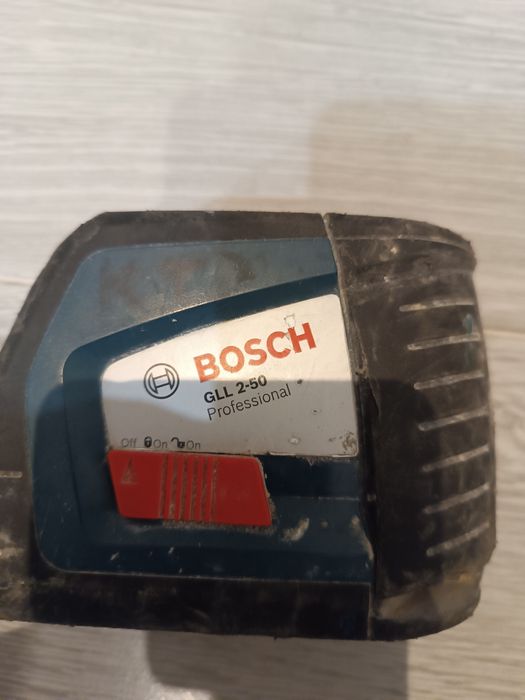 BOSCH
GLL 2-50
Professional
Off On On